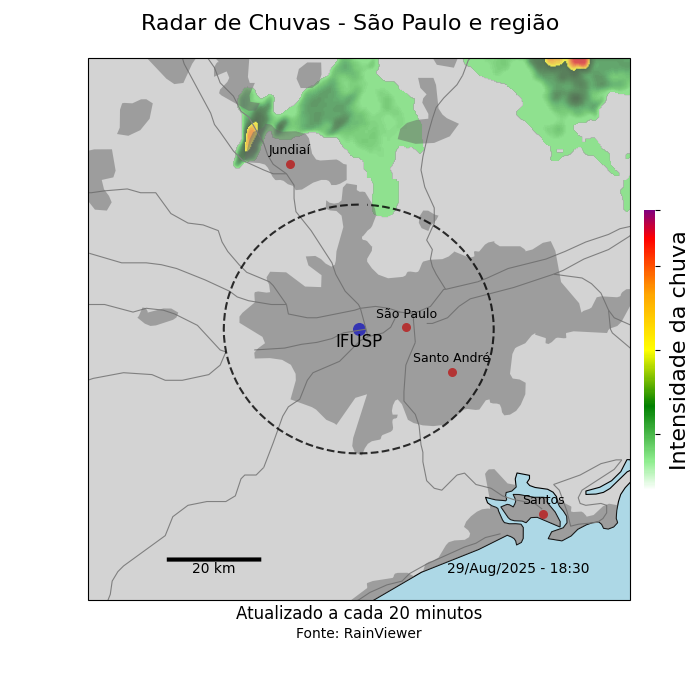 Radar de Chuvas - São Paulo e região
Jundiaí
São Paulo
IFUSP
Santo André
Santos
20 km
29/Aug/2025 - 18:30
Intensidade da chuva
Atualizado a cada 20 minutos
Fonte: RainViewer